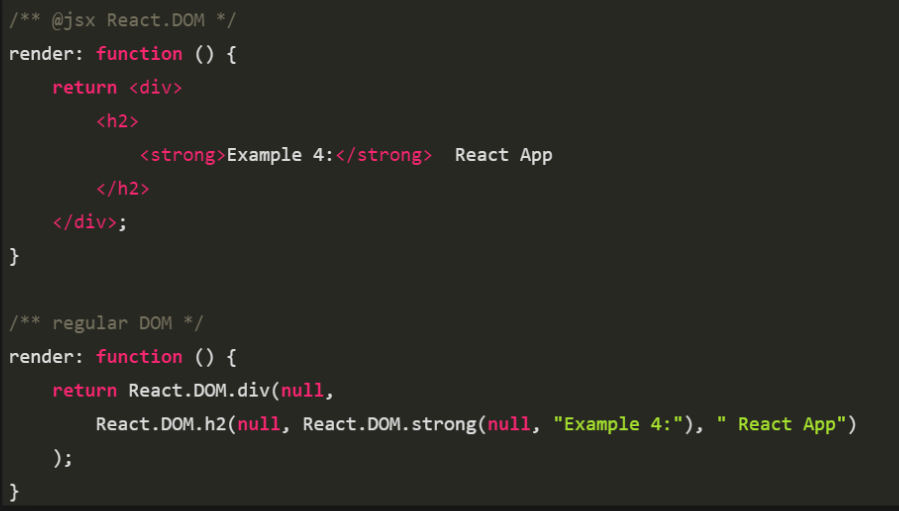 /** @jsx React.DOM */
render: function () {
    return <div>
        <h2>
            <strong>Example 4:</strong>  React App
        </h2>
    </div>;
}

/** regular DOM */
render: function () {
    return React.DOM.div(null,
        React.DOM.h2(null, React.DOM.strong(null, "Example 4:"), " React App")
    );
}